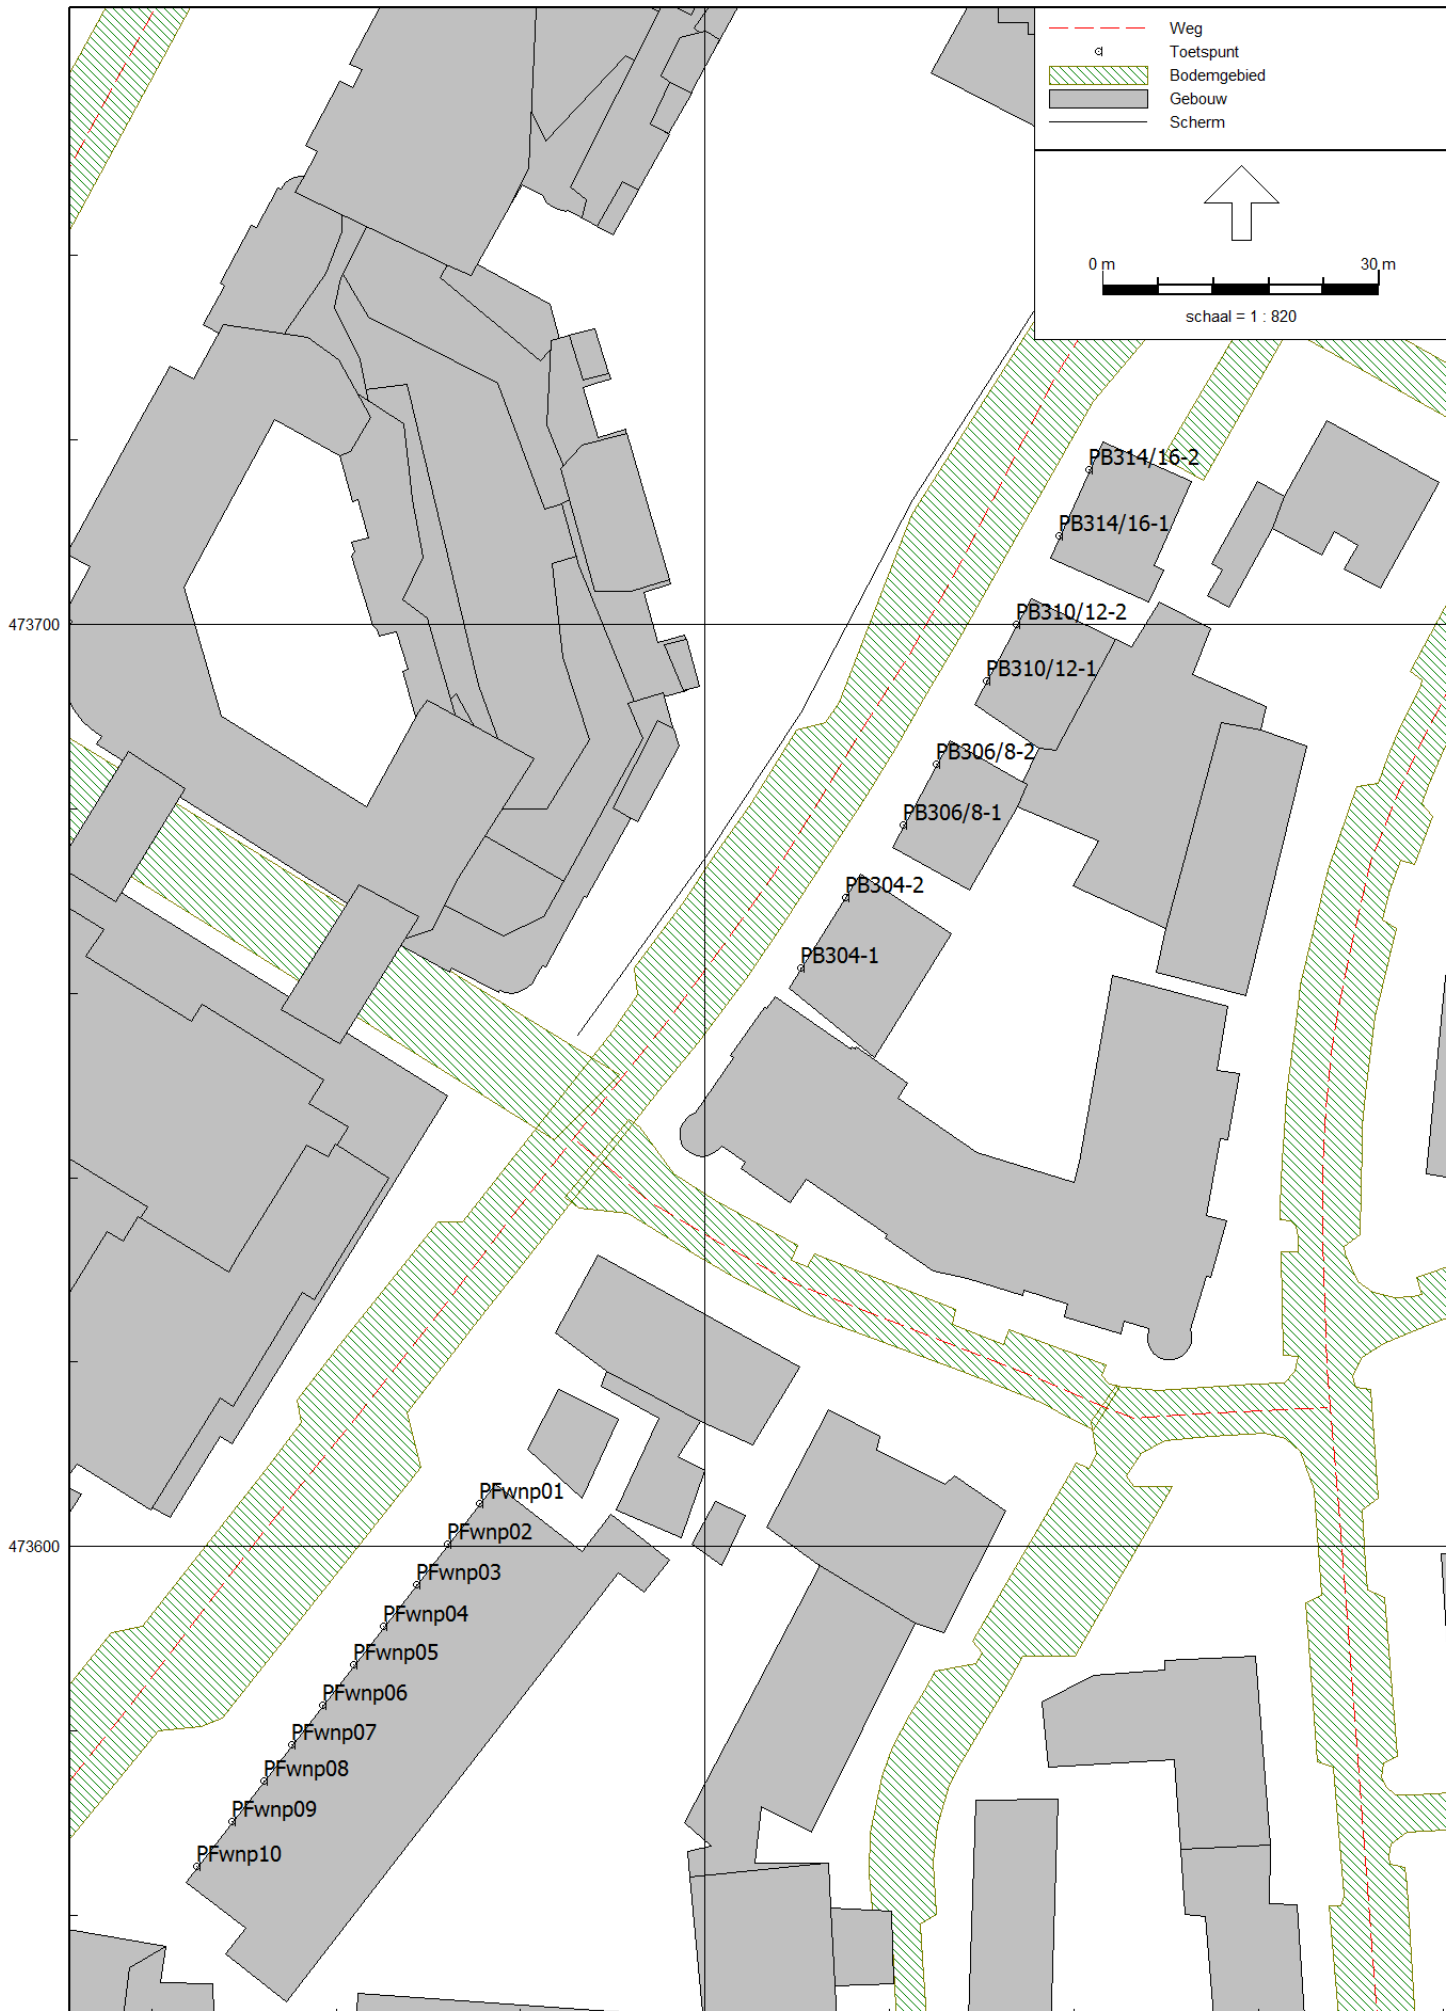 Weg
Toetspunt
Bodemgebied
Gebouw
Scherm
0 m 30 m
schaal = 1 : 820
PB314/16-2
PB314/16-1
PB310/12-2
473700
PB310/12-1
PB306/8-2
PB306/8-1
PB304-2
PB304-1
PFwnp01
PFwnp02
473600
PFwnp03
PFwnp04
PFwnp05
PFwnp06
PFwnp07
PFwnp08
PFwnp09
PFwnp10